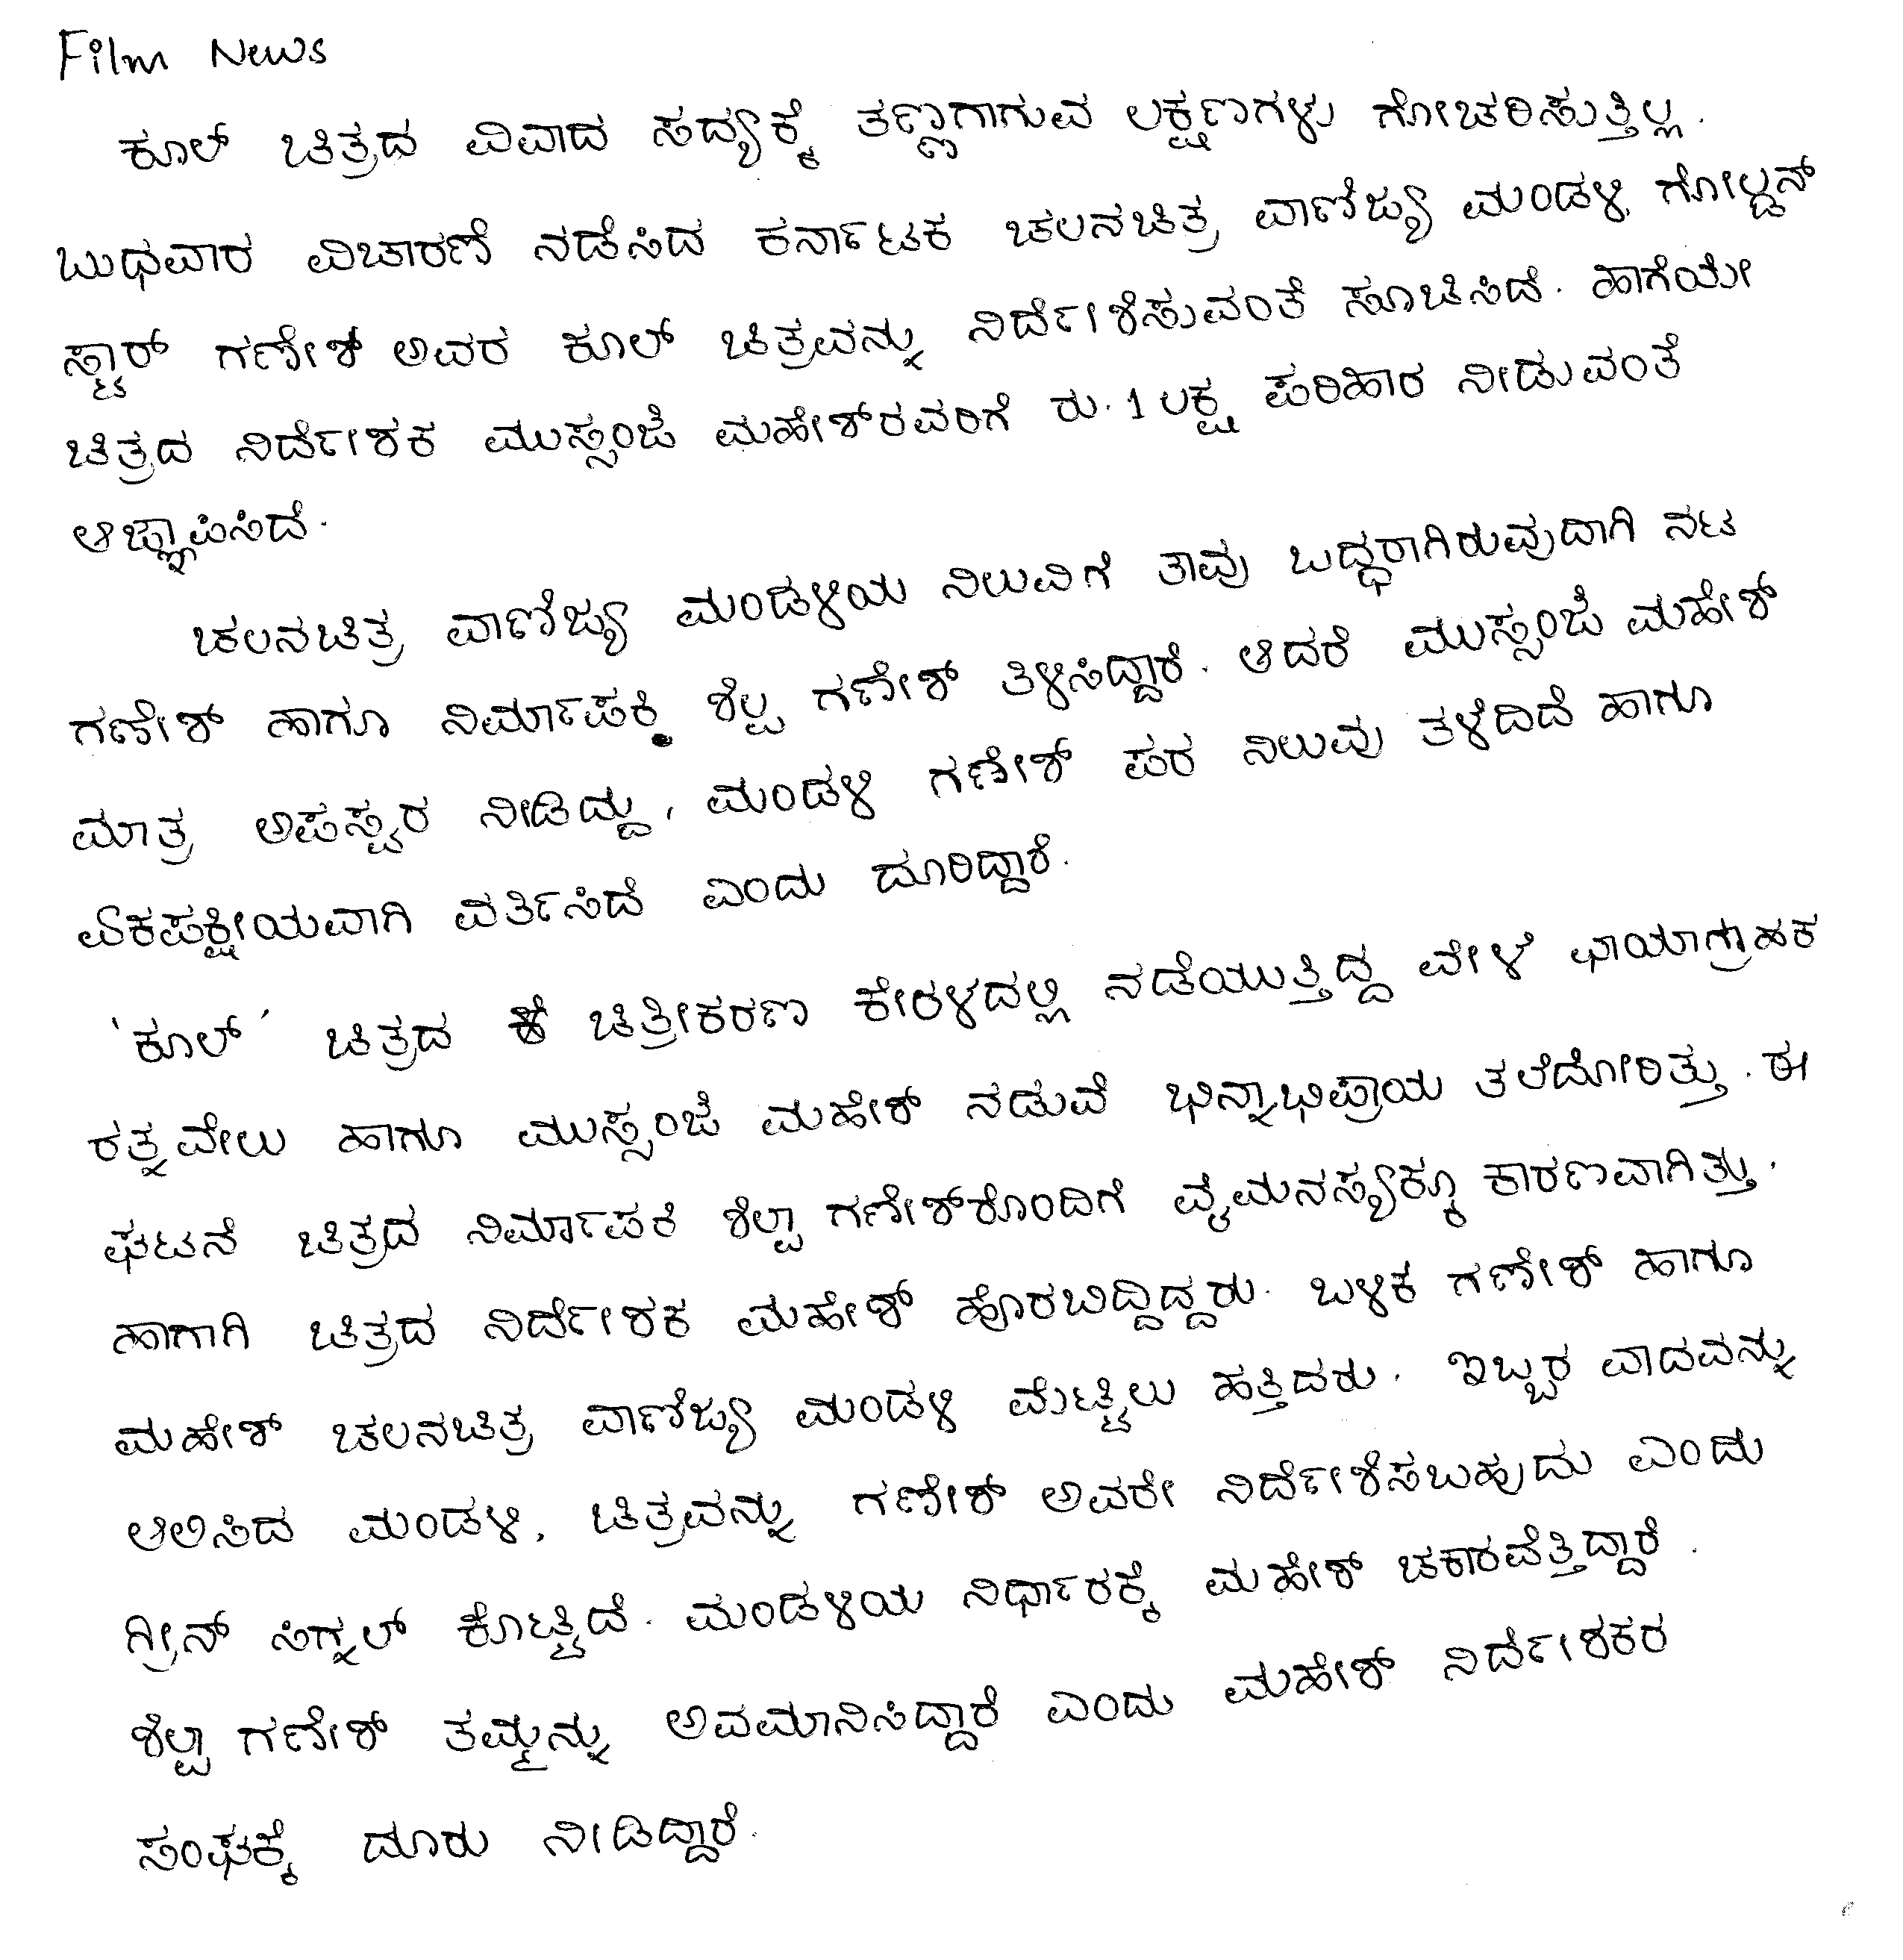 Film News
ಕೂಲ್ ಚಿತ್ರದ ವಿವಾದ ಸದ್ಯಕ್ಕೆ ತಣ್ಣಗಾಗುವ ಲಕ್ಷಣಗಳು ಗೋಚರಿಸುತ್ತಿಲ್ಲ.
ಬುಧವಾರ ವಿಚಾರಣೆ ನಡೆಸಿದ ಕರ್ನಾಟಕ ಚಲನಚಿತ್ರ ವಾಣಿಜ್ಯ ಮಂಡಳಿ, ಗೋಲ್ಡನ್
ಸ್ಟಾರ್ ಗಣೇಶ್ ಅವರ ಕೂಲ್ ಚಿತ್ರವನ್ನು ನಿರ್ದೇಶಿಸುವಂತೆ ಸೂಚಿಸಿದೆ. ಹಾಗೆಯೇ
ಚಿತ್ರದ ನಿರ್ದೇಶಕ ಮುಸ್ಸಂಜೆ ಮಹೇಶ್‌ರವರಿಗೆ ರು. 1 ಲಕ್ಷ ಪರಿಹಾರ ನೀಡುವಂತೆ
ಆಜ್ಞಾಪಿಸಿದೆ.
ಚಲನಚಿತ್ರ ವಾಣಿಜ್ಯ ಮಂಡಳಿಯ ನಿಲುವಿಗೆ ತಾವು ಬದ್ಧರಾಗಿರುವುದಾಗಿ ನಟ
ಗಣೇಶ್ ಹಾಗೂ ನಿರ್ಮಾಪಕಿ ಶಿಲ್ಪ ಗಣೇಶ್ ತಿಳಿಸಿದ್ದಾರೆ. ಆದರೆ ಮುಸ್ಸಂಜೆ ಮಹೇಶ್
ಮಾತ್ರ ಅಪಸ್ವರ ನೀಡಿದ್ದು, ಮಂಡಳಿ ಗಣೇಶ್ ಪರ ನಿಲುವು ತಳೆದಿದೆ ಹಾಗೂ
ಏಕಪಕ್ಷೀಯವಾಗಿ ವರ್ತಿಸಿದೆ ಎಂದು ದೂರಿದ್ದಾರೆ.
'ಕೂಲ್' ಚಿತ್ರದ ಚಿತ್ರೀಕರಣ ಕೇರಳದಲ್ಲಿ ನಡೆಯುತ್ತಿದ್ದ ವೇಳೆ ಛಾಯಾಗ್ರಾಹಕ
ರತ್ನವೇಲು ಹಾಗೂ ಮುಸ್ಸಂಜೆ ಮಹೇಶ್ ನಡುವೆ ಭಿನ್ನಾಭಿಪ್ರಾಯ ತಲೆದೋರಿತ್ತು. ಈ
ಘಟನೆ ಚಿತ್ರದ ನಿರ್ಮಾಪಕಿ ಶಿಲ್ಪಾ ಗಣೇಶ್‌ರೊಂದಿಗೆ ವೈಮನಸ್ಯಕ್ಕೂ ಕಾರಣವಾಗಿತ್ತು.
ಹಾಗಾಗಿ ಚಿತ್ರದ ನಿರ್ದೇಶಕ ಮಹೇಶ್ ಹೊರಬಿದ್ದಿದ್ದರು. ಬಳಿಕ ಗಣೇಶ್ ಹಾಗೂ
ಮಹೇಶ್ ಚಲನಚಿತ್ರ ವಾಣಿಜ್ಯ ಮಂಡಳಿ ಮೆಟ್ಟಿಲು ಹತ್ತಿದರು. ಇಬ್ಬರ ವಾದವನ್ನು
ಆಲಿಸಿದ ಮಂಡಳಿ, ಚಿತ್ರವನ್ನು ಗಣೇಶ್ ಅವರೇ ನಿರ್ದೇಶಿಸಬಹುದು ಎಂದು
ಗ್ರೀನ್ ಸಿಗ್ನಲ್ ಕೊಟ್ಟಿದೆ. ಮಂಡಳಿಯ ನಿರ್ಧಾರಕ್ಕೆ ಮಹೇಶ್ ಚಕಾರವೆತ್ತಿದ್ದಾರೆ.
ಶಿಲ್ಪಾ ಗಣೇಶ್ ತಮ್ಮನ್ನು ಅವಮಾನಿಸಿದ್ದಾರೆ ಎಂದು ಮಹೇಶ್ ನಿರ್ದೇಶಕರ
ಸಂಘಕ್ಕೆ ದೂರು ನೀಡಿದ್ದಾರೆ.